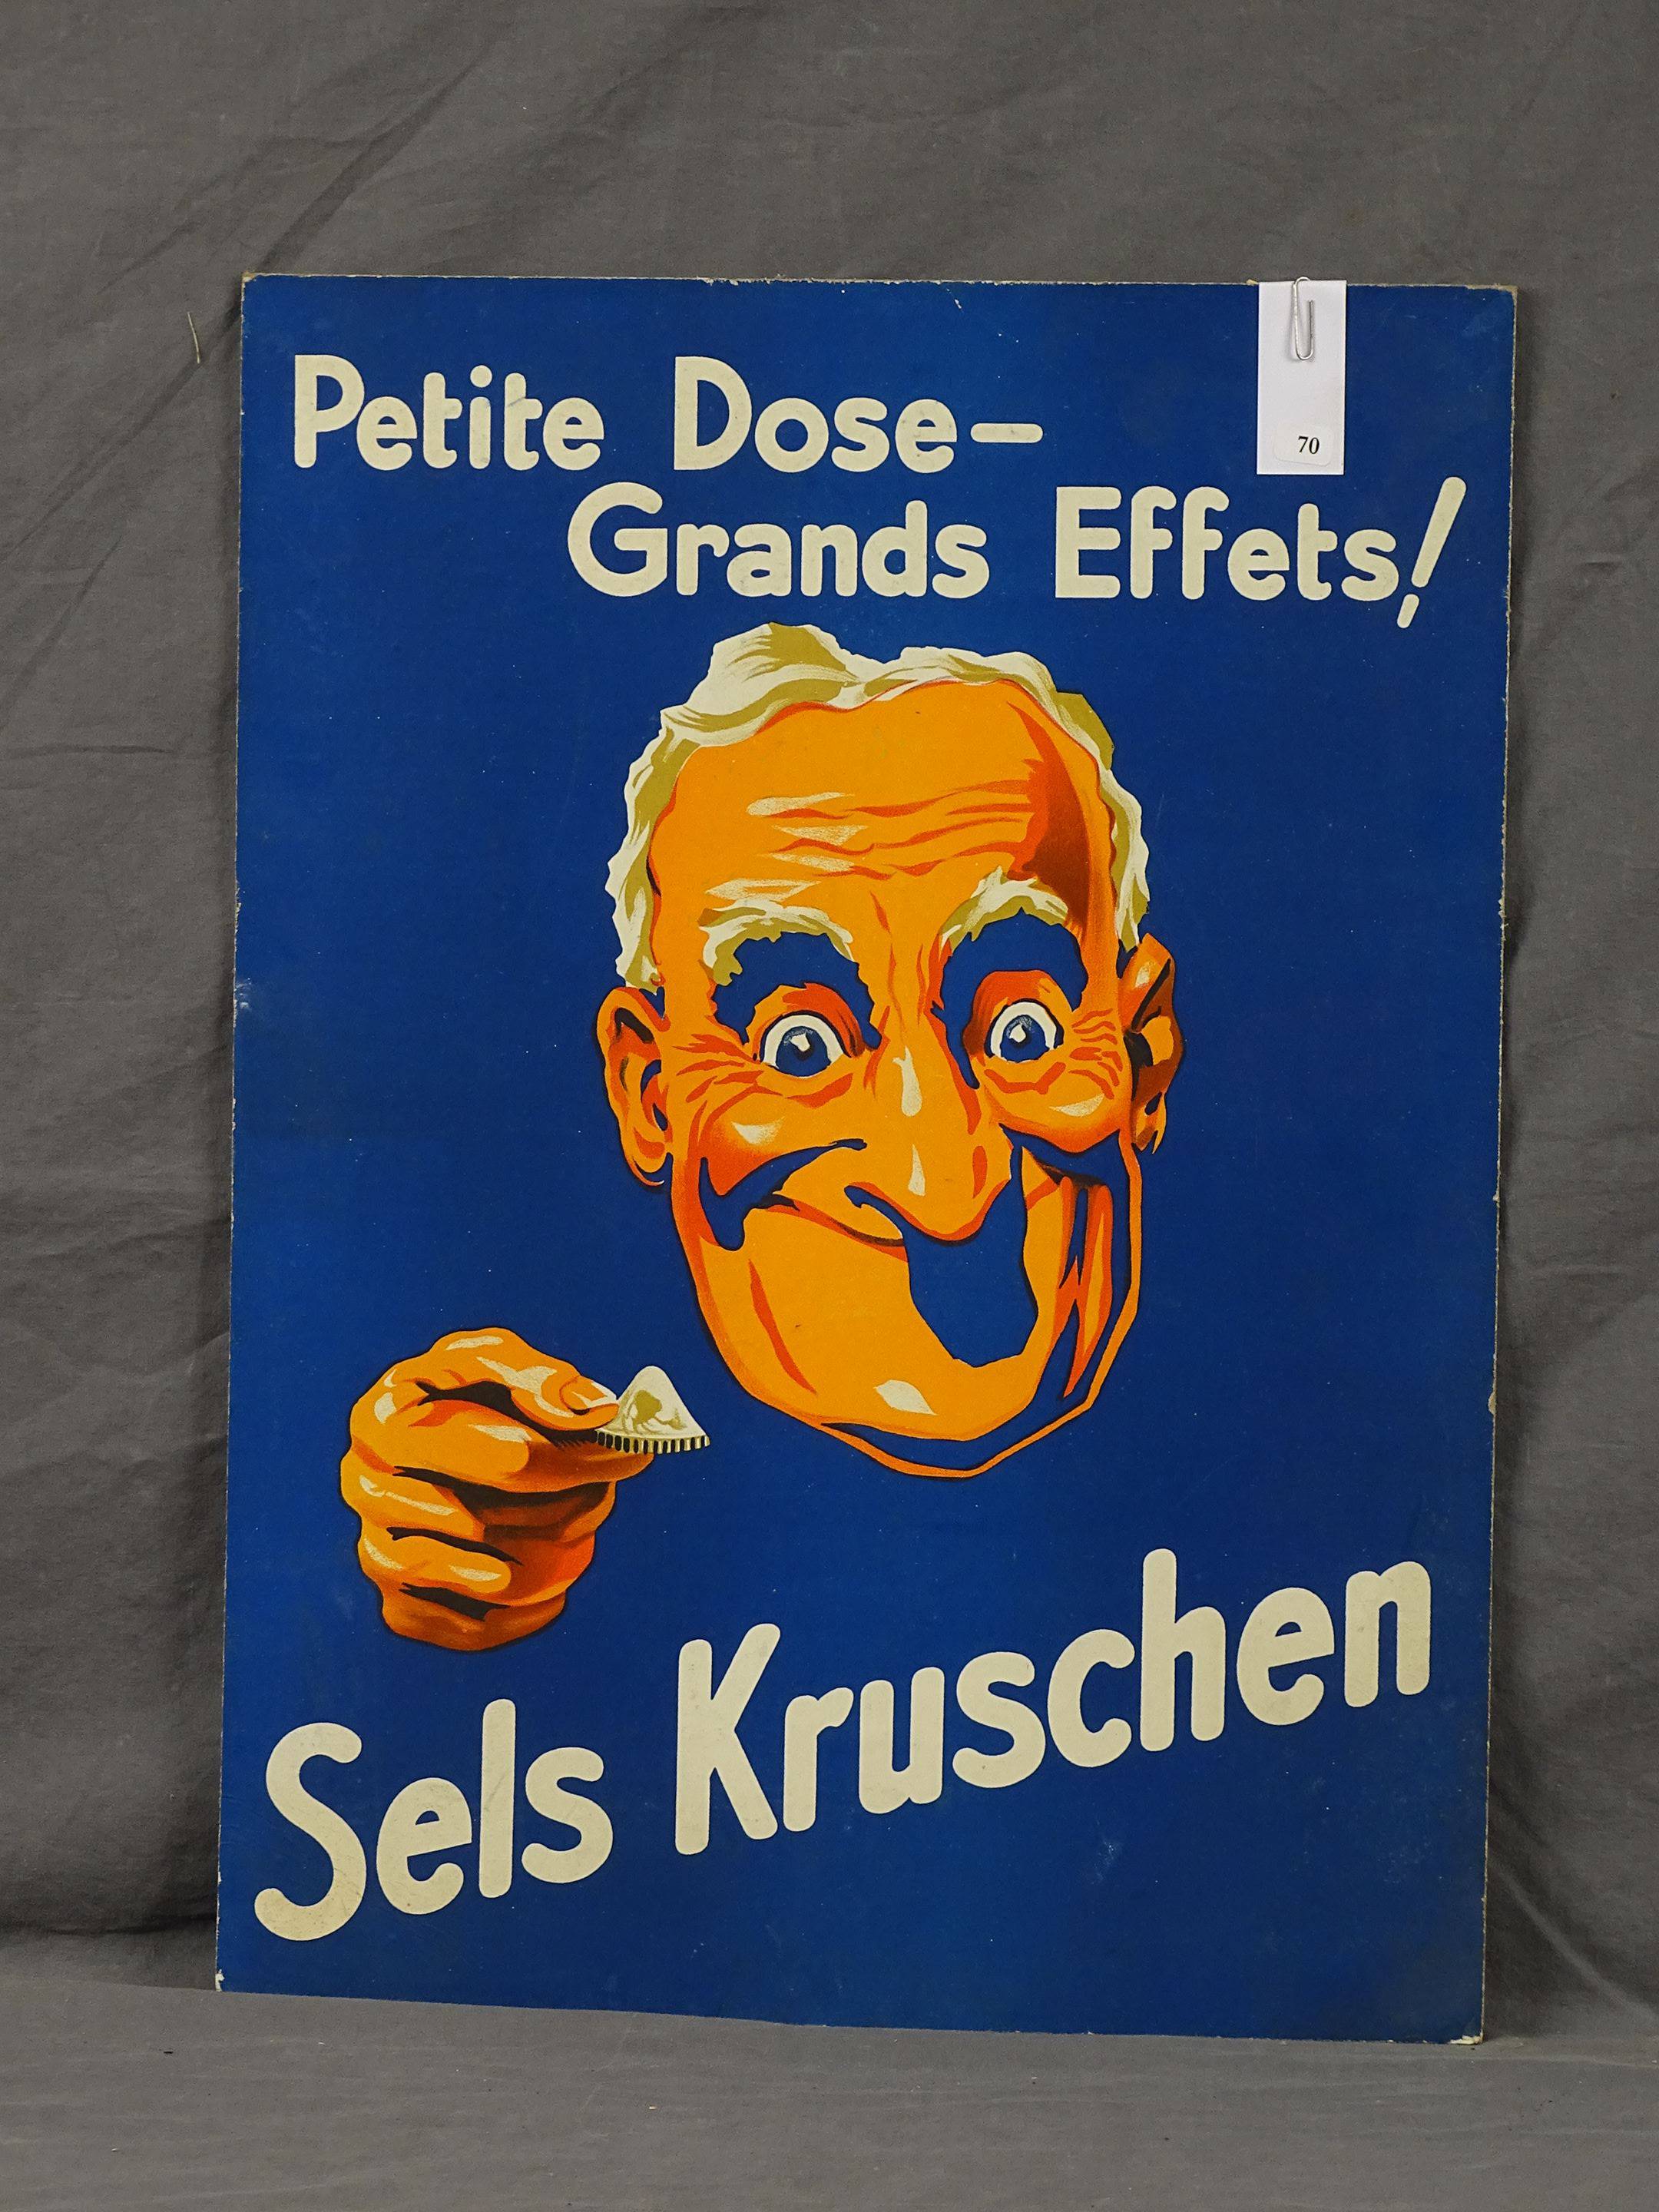 Petite Dose–
70
Grands Effets!
Sels Kruschen